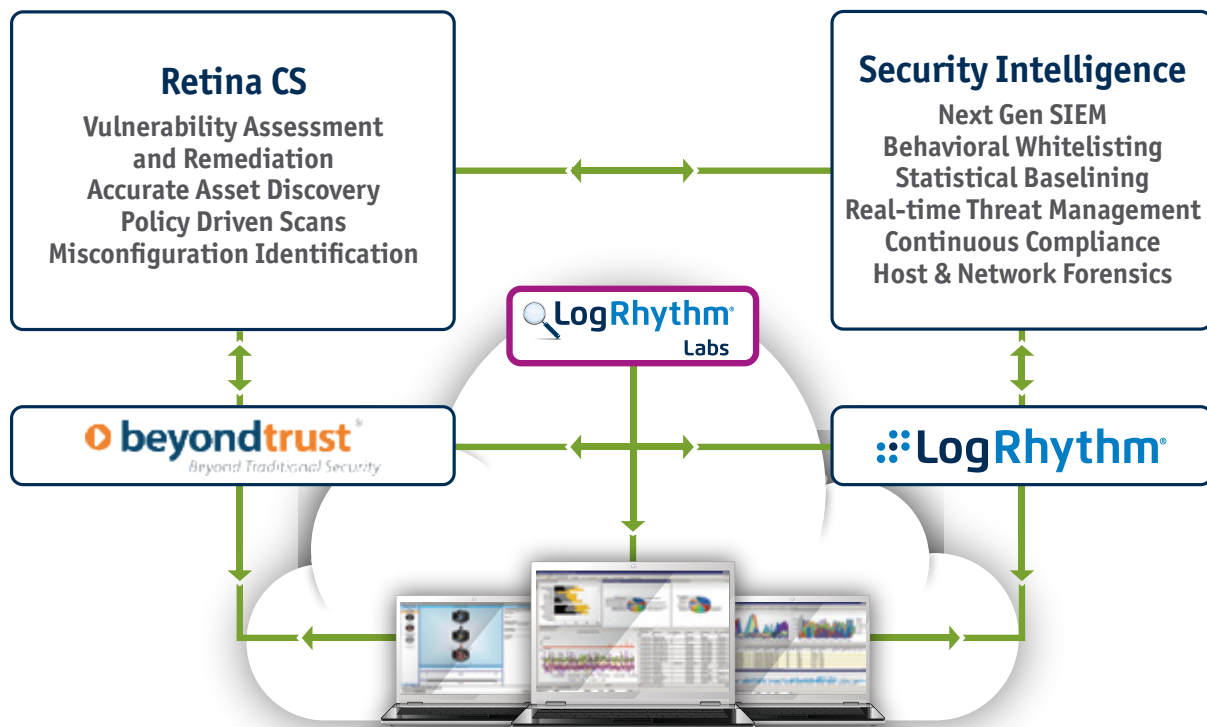 Retina CS
Vulnerability Assessment
and Remediation
Accurate Asset Discovery
Policy Driven Scans
Misconfiguration Identification
Security Intelligence
Next Gen SIEM
Behavioral Whitelisting
Statistical Baselining
Real-time Threat Management
Continuous Compliance
Host & Network Forensics
LogRhythm®
Labs
beyondtrust®
Beyond Traditional Security
LogRhythm®